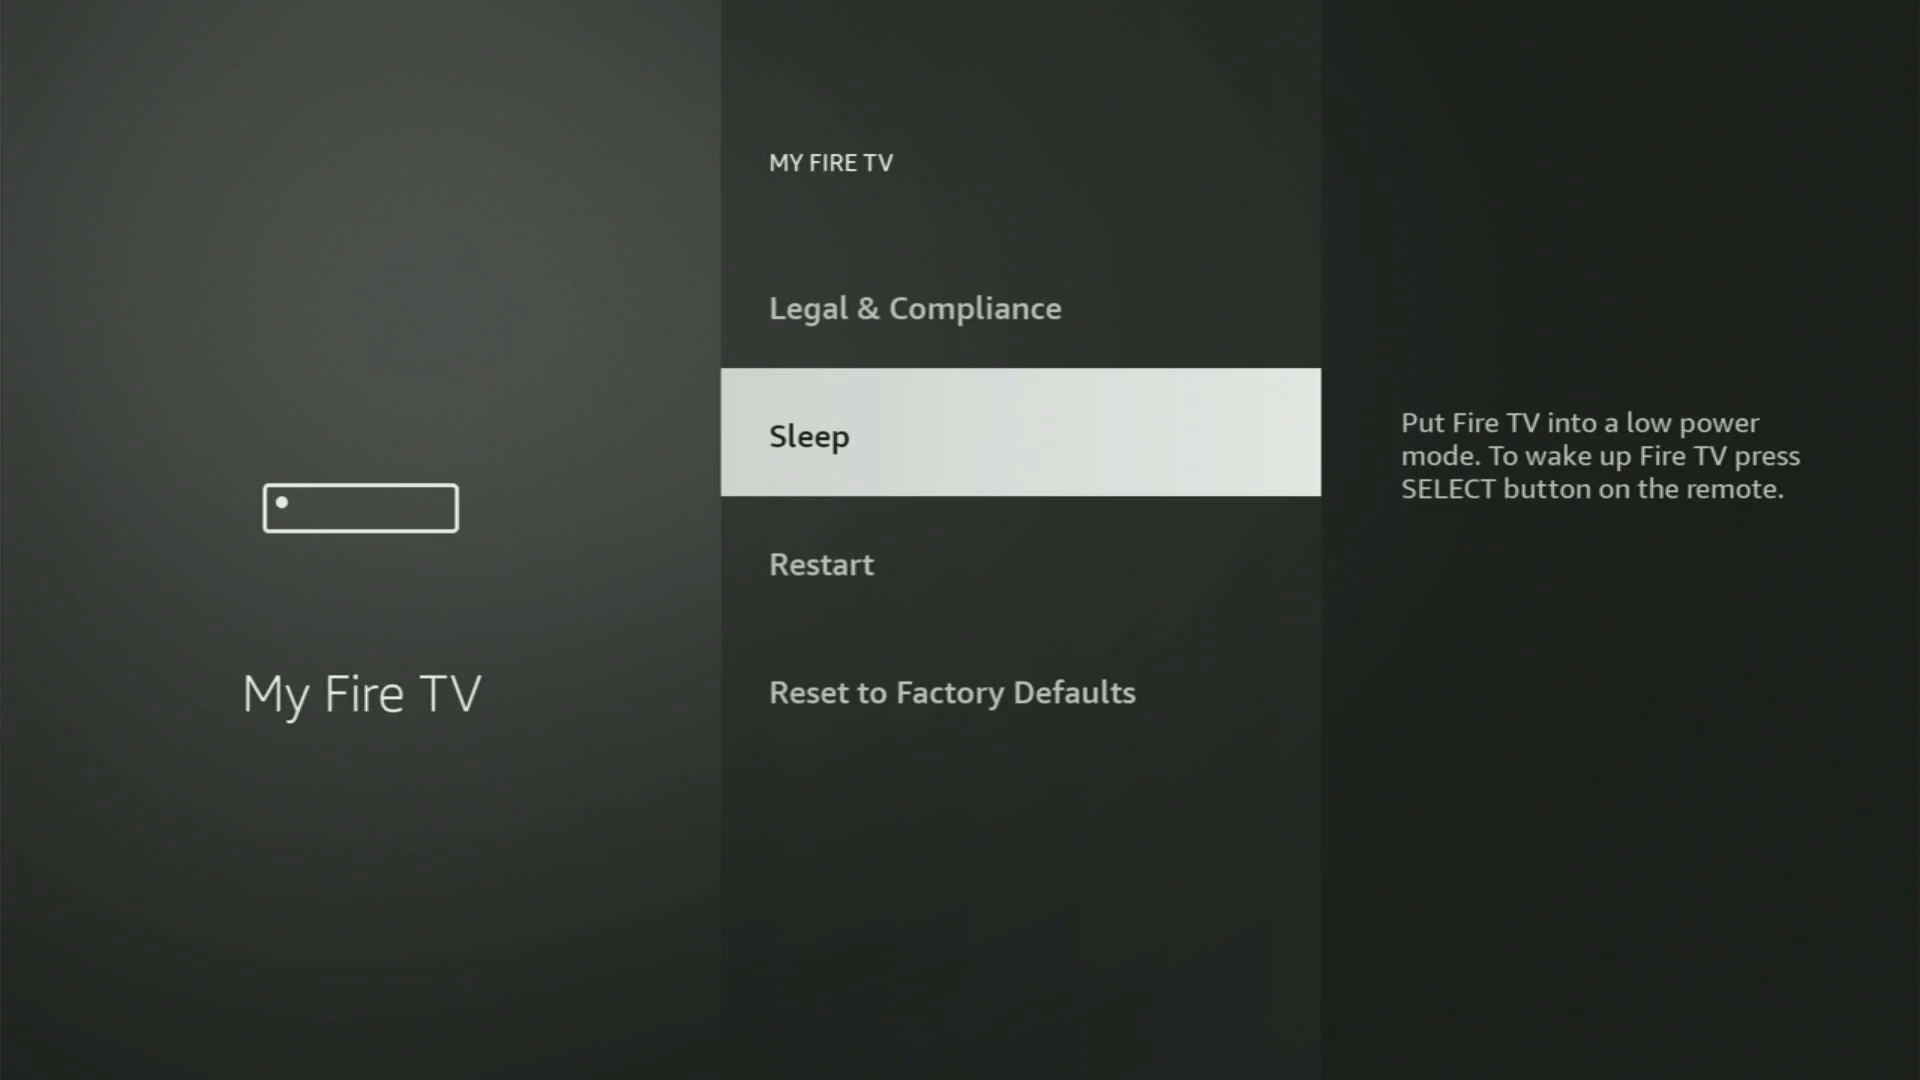 MY FIRE TV
Legal & Compliance
Sleep
Put Fire TV into a low power
mode. To wake up Fire TV press
SELECT button on the remote.
Restart
Reset to Factory Defaults
My Fire TV